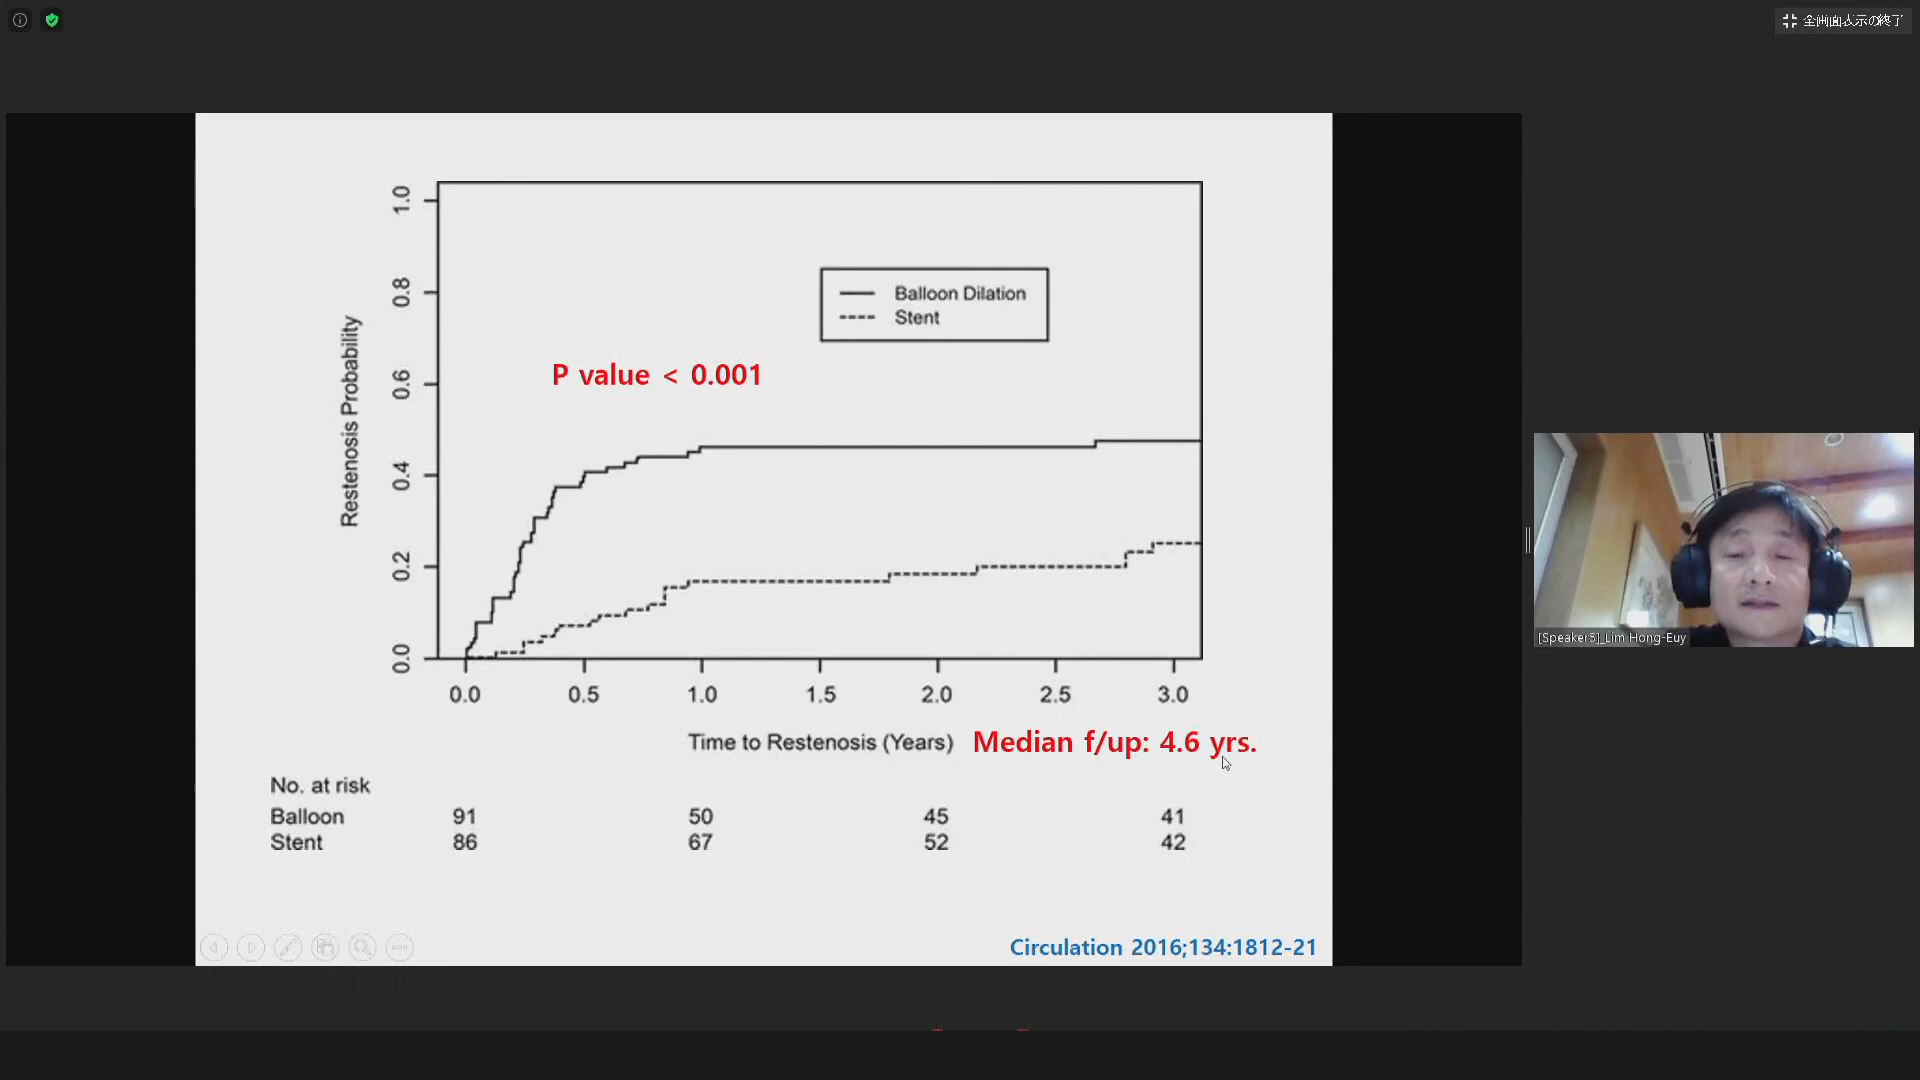 全画面表示の終了
1.0
0.8
0.6
0.4
0.2
0.0
Restenosis Probability
Balloon Dilation
Stent
P value < 0.001
0.0 0.5 1.0 1.5 2.0 2.5 3.0
Time to Restenosis (Years) Median f/up: 4.6 yrs.
No. at risk
Balloon 91 50 45 41
Stent 86 67 52 42
Circulation 2016;134:1812-21
[Speaker5]_Lim Hong-Euy